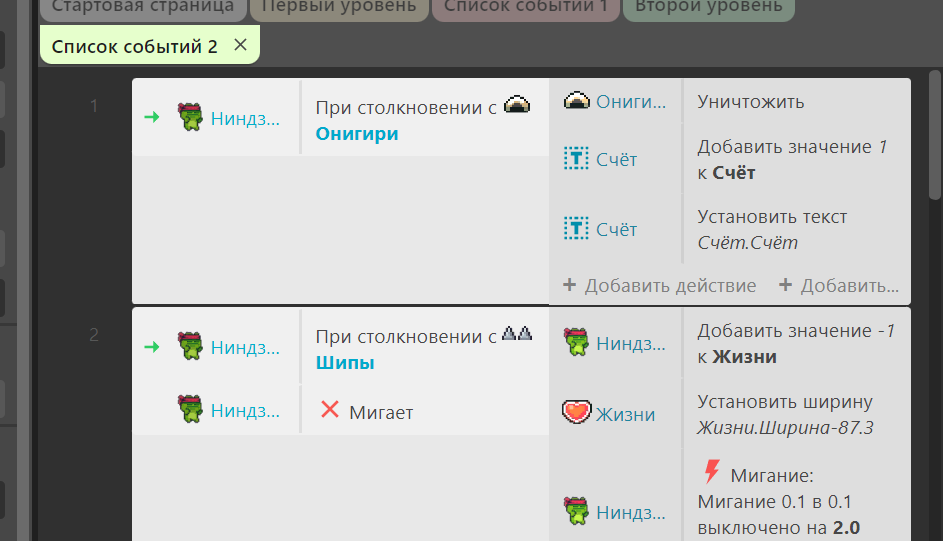 Стартовая страница
Первый уровень
Список событий 1
Второй уровень
Список событий 2
1
Ниндз...
При столкновении с
Онигири
Ониги...
Уничтожить
Счёт
Добавить значение 1
к Счёт
Счёт
Установить текст
Счёт.Счёт
+ Добавить действие
+ Добавить...
2
Ниндз...
При столкновении с
Шипы
Ниндз...
Мигает
Ниндз...
Добавить значение -1
к Жизни
Жизни
Установить ширину
Жизни.Ширина-87.3
Ниндз...
Мигание:
Мигание 0.1 в 0.1
выключено на 2.0